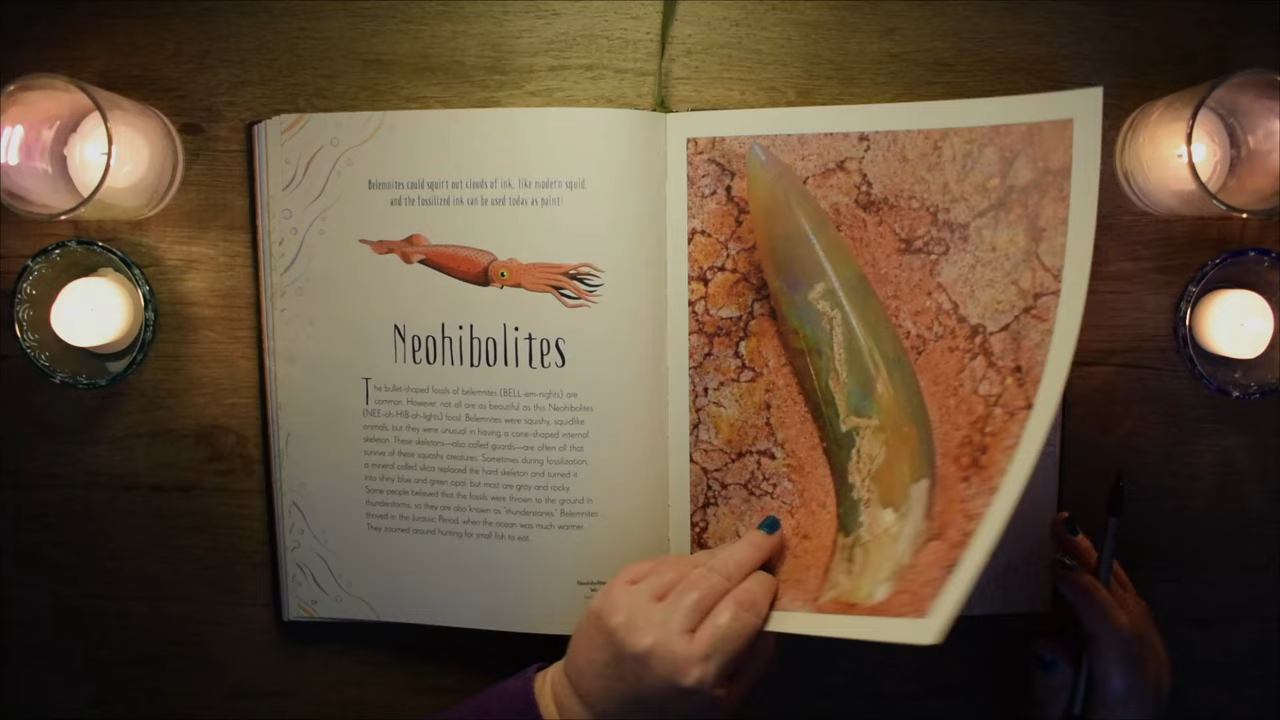 Belemnites could squirt out clouds of ink, like modern squid,
and the fossilized ink can be used today as paint!
Neohibolites
The bullet-shaped fossils of belemnites (BELL-em-nights) are
common. However, not all are as beautiful as this Neohibolites
(NEE-oh-HIB-oh-lights) fossil. Belemnites were squishy, squidlike
animals, but they were unusual in having a cone-shaped internal
skeleton. These skeletons—also called guards—are often all that
survive of these squashy creatures. Sometimes during fossilization,
a mineral called silica replaced the hard skeleton and turned it
into shiny blue and green opal, but most are gray and rocky.
Some people believed that the fossils were thrown to the ground in
thunderstorms, so they are also known as "thunderstones." Belemnites
thrived in the Jurassic Period, when the ocean was much warmer.
They zoomed around hunting for small fish to eat.
Neohibolites